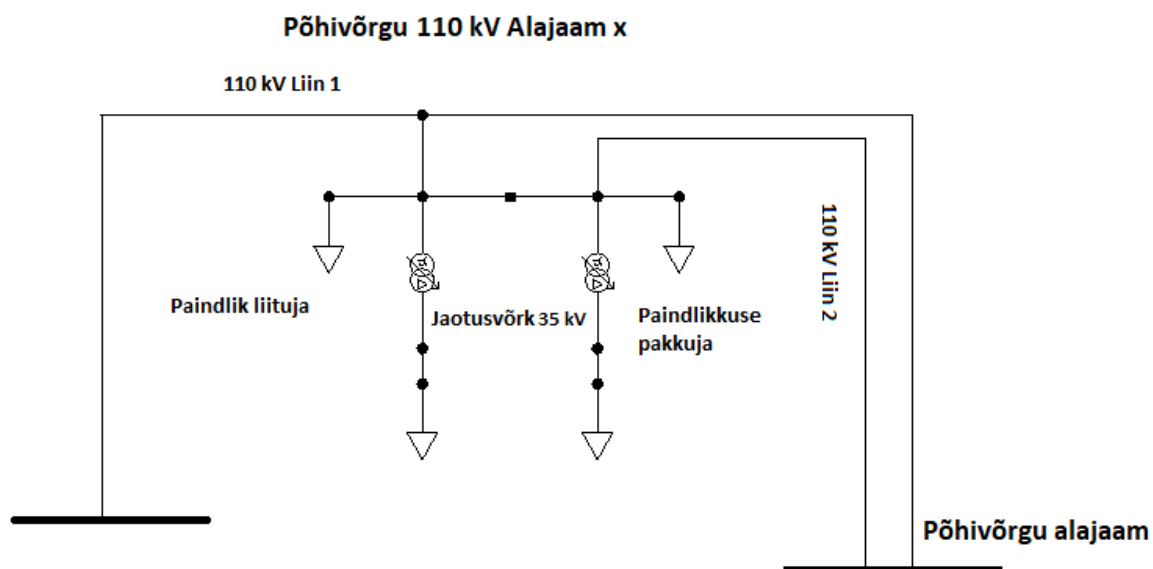 Põhivõrgu 110 kV Alajaam x
110 kV Liin 1
Paindlik liituja
Jaotusvõrk 35 kV
Paindlikkuse
pakkuja
110 kV Liin 2
Põhivõrgu alajaam